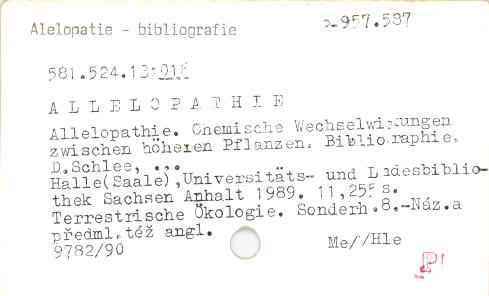 Alelopatie - bibliografie
2-957.587
581.524.13:016
A L L E L O P A T H I E
Allelopathie. Chemische Wechselwirkungen
zwischen höheren Pflanzen. Bibliographie.
D.Schlee, ...
Halle(Saale),Universitäts- und Landesbiblio-
thek Sachsen Anhalt 1989. 11,255 s.
Terrestrische Ökologie. Sonderh.8.-Náz.a
předml.též angl.
9782/90
Me/ /Hle
P